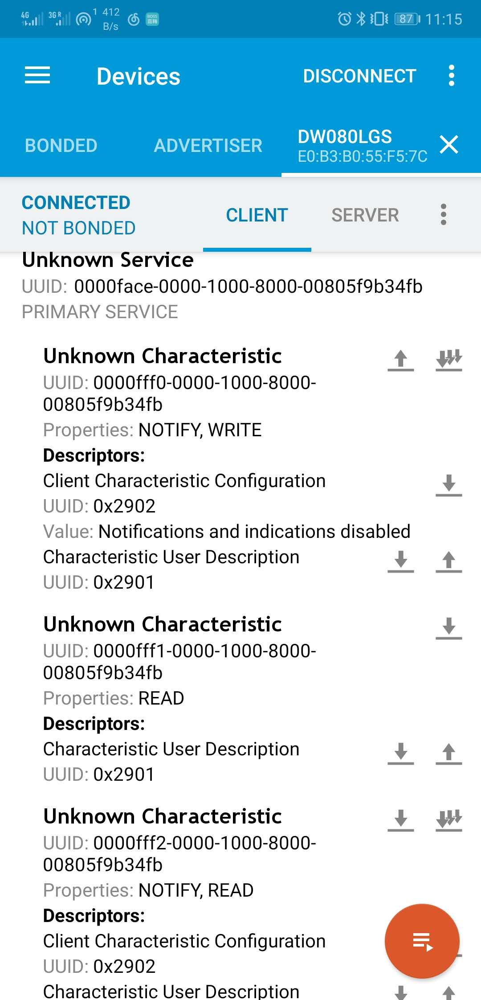 4G 3G R 1 412 B/s BOSS 直聘 87 11:15
Devices DISCONNECT
BONDED ADVERTISER DW080LGS
E0:B3:B0:55:F5:7C
CONNECTED
NOT BONDED
CLIENT SERVER
Unknown Service
UUID: 0000face-0000-1000-8000-00805f9b34fb
PRIMARY SERVICE
Unknown Characteristic
UUID: 0000fff0-0000-1000-8000-
00805f9b34fb
Properties: NOTIFY, WRITE
Descriptors:
Client Characteristic Configuration
UUID: 0x2902
Value: Notifications and indications disabled
Characteristic User Description
UUID: 0x2901
Unknown Characteristic
UUID: 0000fff1-0000-1000-8000-
00805f9b34fb
Properties: READ
Descriptors:
Characteristic User Description
UUID: 0x2901
Unknown Characteristic
UUID: 0000fff2-0000-1000-8000-
00805f9b34fb
Properties: NOTIFY, READ
Descriptors:
Client Characteristic Configuration
UUID: 0x2902
Characteristic User Description